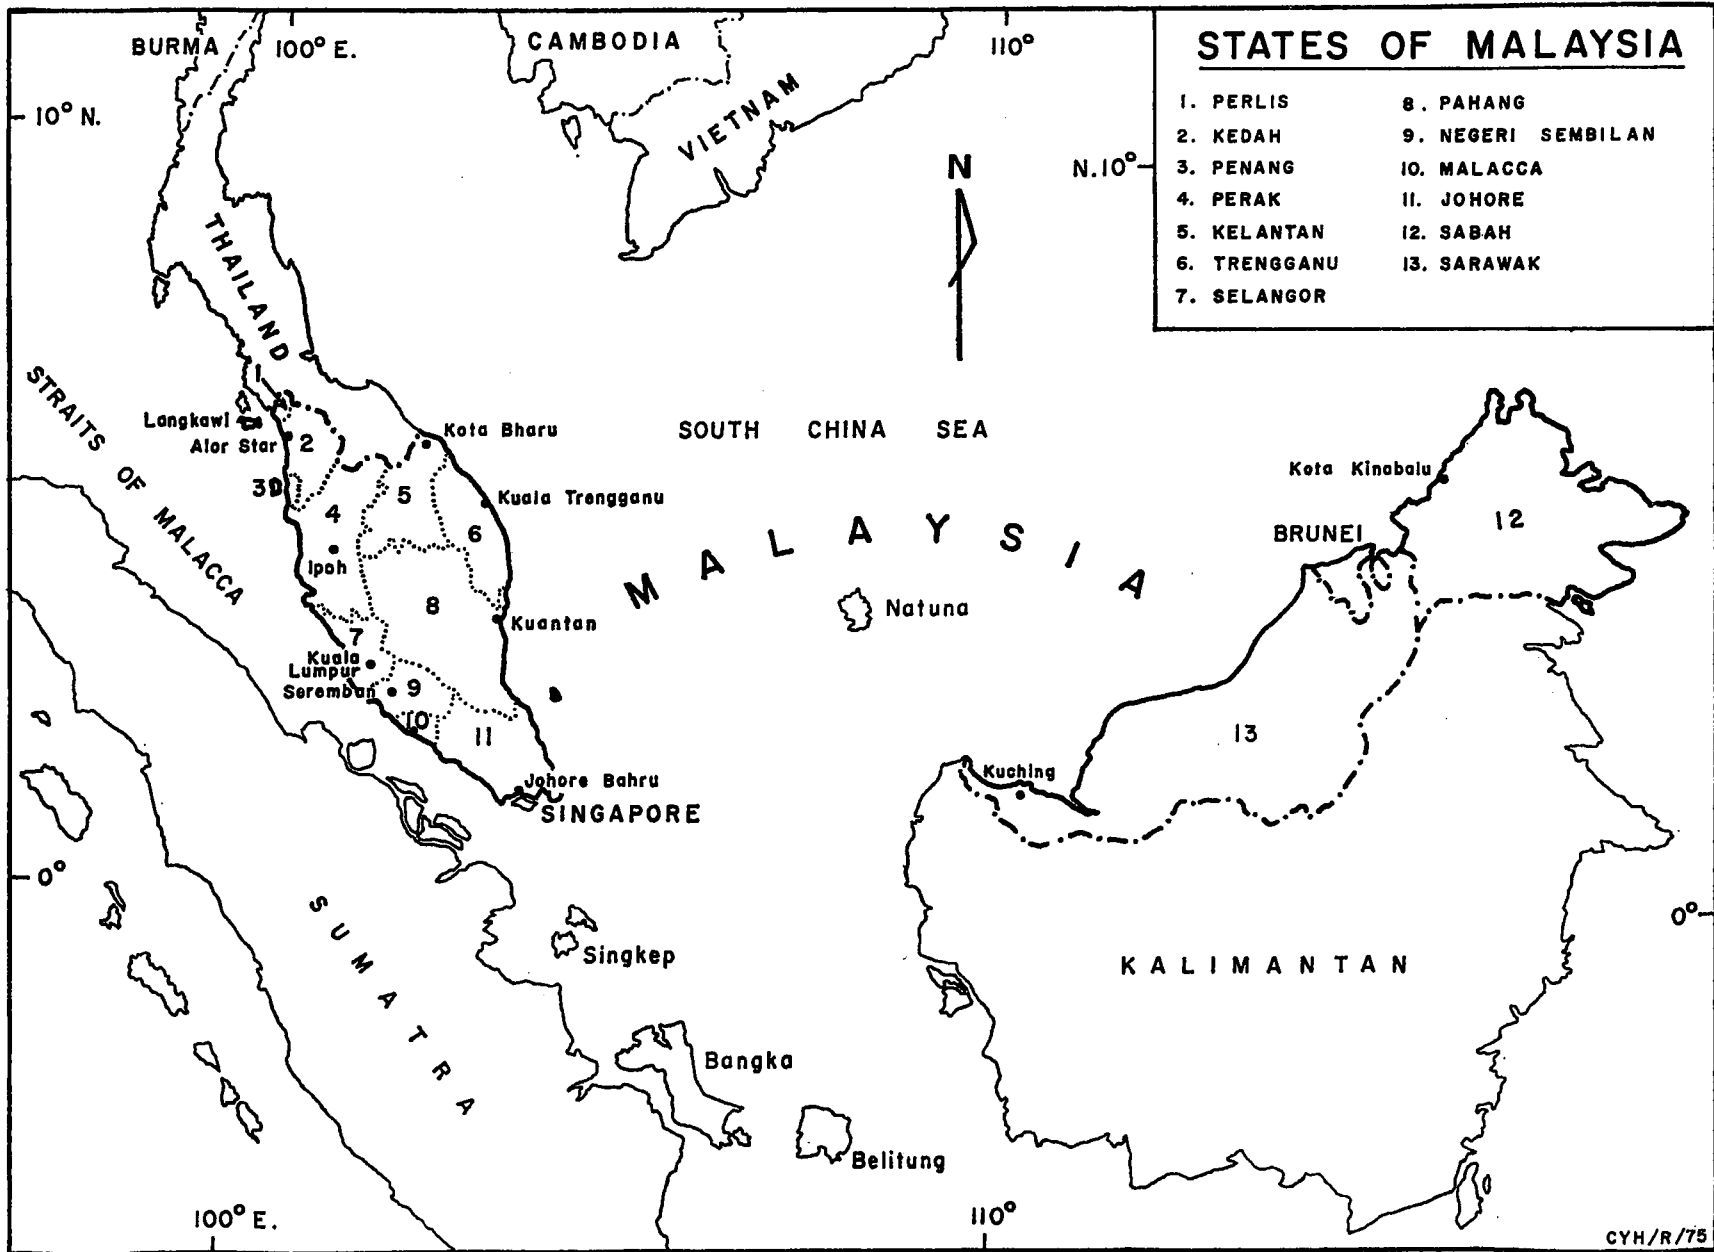 BURMA
100° E.
CAMBODIA
110°
STATES OF MALAYSIA
1. PERLIS
2. KEDAH
3. PENANG
4. PERAK
5. KELANTAN
6. TRENGGANU
7. SELANGOR
8. PAHANG
9. NEGERI SEMBILAN
10. MALACCA
11. JOHORE
12. SABAH
13. SARAWAK
10° N.
VIETNAM
N.10°
N
THAILAND
1
STRAITS OF MALACCA
Langkawi
Alor Star
2
Kota Bharu
SOUTH CHINA SEA
Kota Kinabalu
3
5
Kuala Trengganu
4
6
12
BRUNEI
MALAYSIA
Ipoh
8
Natuna
Kuantan
7
Kuala
Lumpur
Seremban
9
10
11
13
Kuching
Johore Bahru
SINGAPORE
0°
0°
SUMATRA
Singkep
KALIMANTAN
Bangka
Belitung
100° E.
110°
CYH/R/75